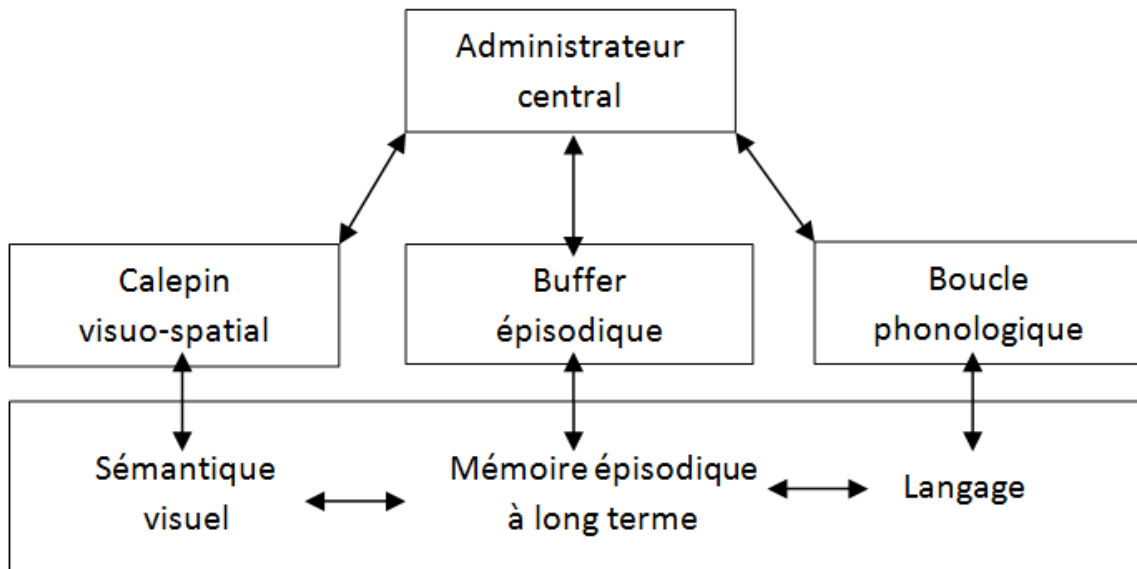 Administrateur
central
Calepin
visuo-spatial
Buffer
épisodique
Boucle
phonologique
Sémantique
visuel
Mémoire épisodique
à long terme
Langage